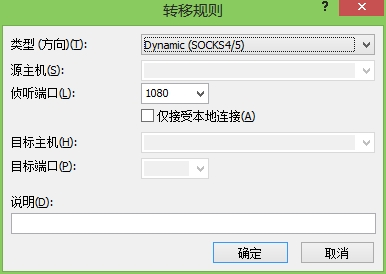 转移规则
类型(方向)(T): Dynamic (SOCKS4/5)
源主机(S):
侦听端口(L): 1080
仅接受本地连接(A)
目标主机(H):
目标端口(P):
说明(D):
确定 取消